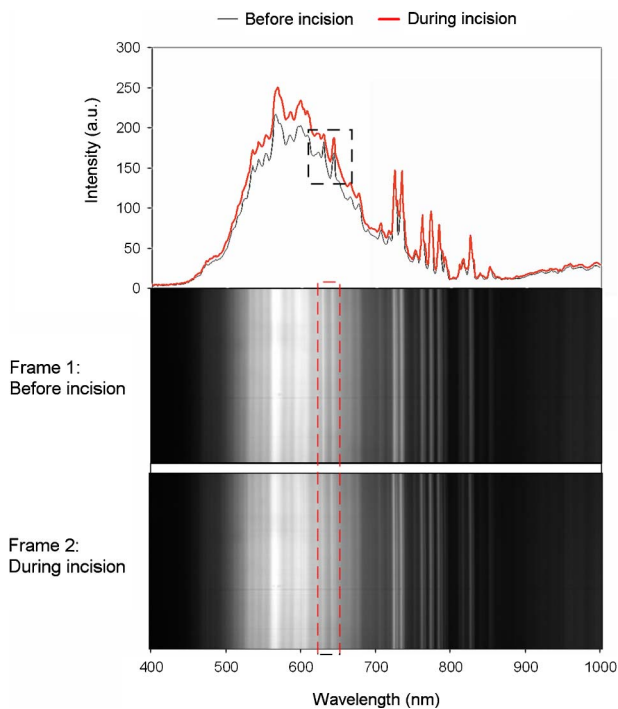 Before incision During incision
Intensity (a.u.)
300
250
200
150
100
50
0
Frame 1:
Before incision
Frame 2:
During incision
400 500 600 700 800 900 1000
Wavelength (nm)